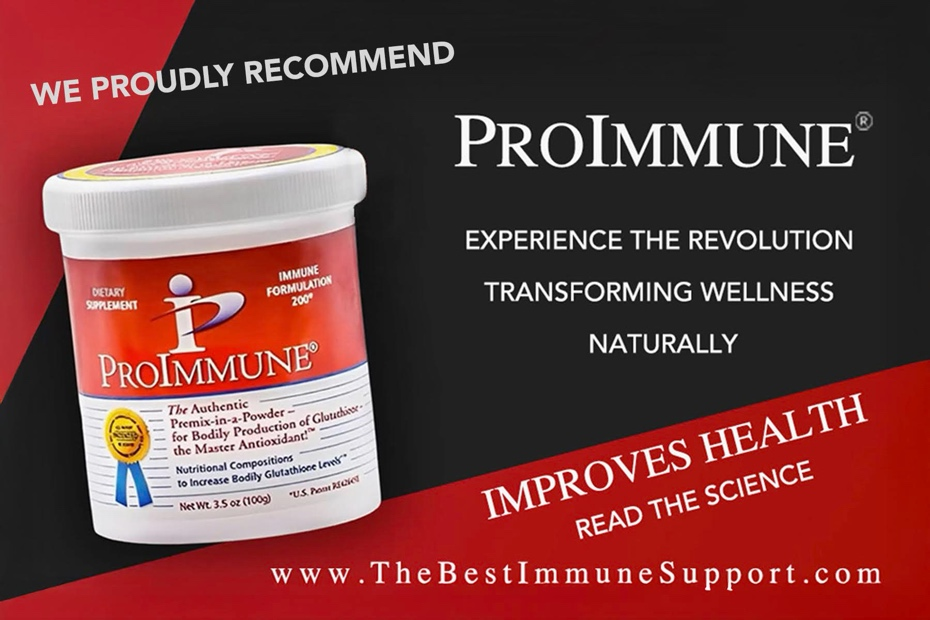 WE PROUDLY RECOMMEND
PROIMMUNE®
EXPERIENCE THE REVOLUTION
TRANSFORMING WELLNESS
NATURALLY
DIETARY
SUPPLEMENT
IMMUNE
FORMULATION
200®
PROIMMUNE®
The Authentic
Premix-in-a-Powder –
for Bodily Production of Glutathione –
the Master Antioxidant!™
Nutritional Compositions
to Increase Bodily Glutathione Levels™*
Net Wt. 3.5 oz (100g)
*U.S. Patent
PATENTED
IMPROVES HEALTH
READ THE SCIENCE
www.TheBestImmuneSupport.com